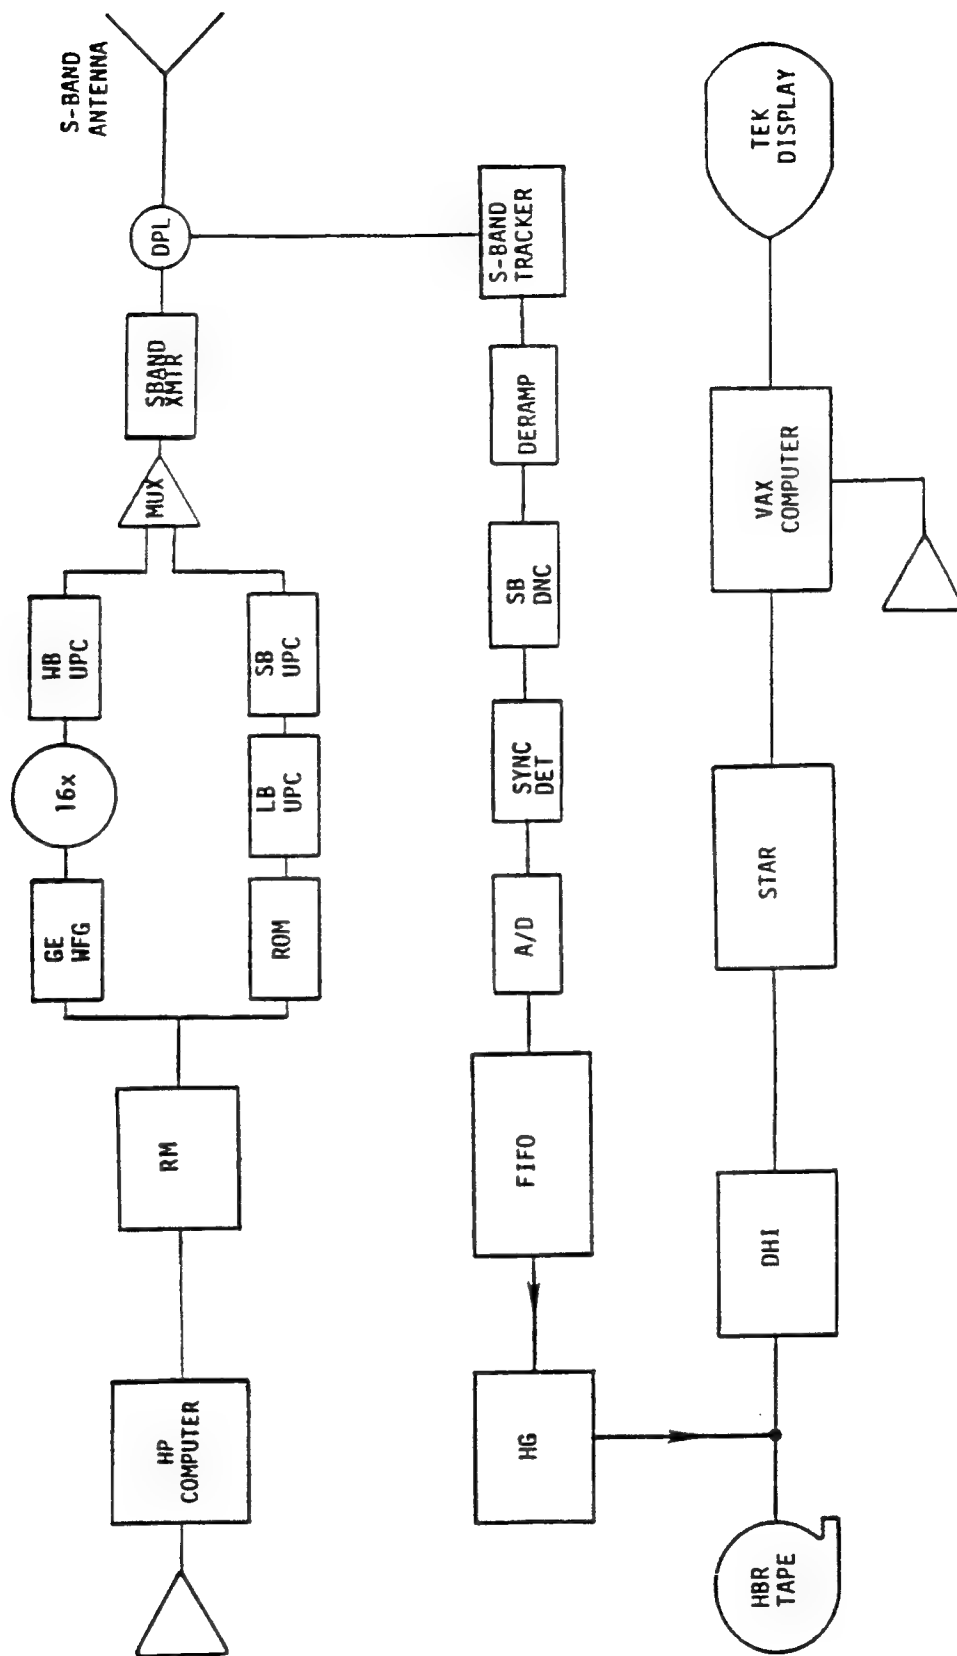 S-BAND
ANTENNA
HP
COMPUTER
RM
GE
WFG
16x
WB
UPC
ROM
LB
UPC
SB
UPC
MUX
SBAND
XMTR
DPL
HG
FIFO
A/D
SYNC
DET
SB
DNC
DERAMP
S-BAND
TRACKER
HBR
TAPE
DHI
STAR
VAX
COMPUTER
TEK
DISPLAY